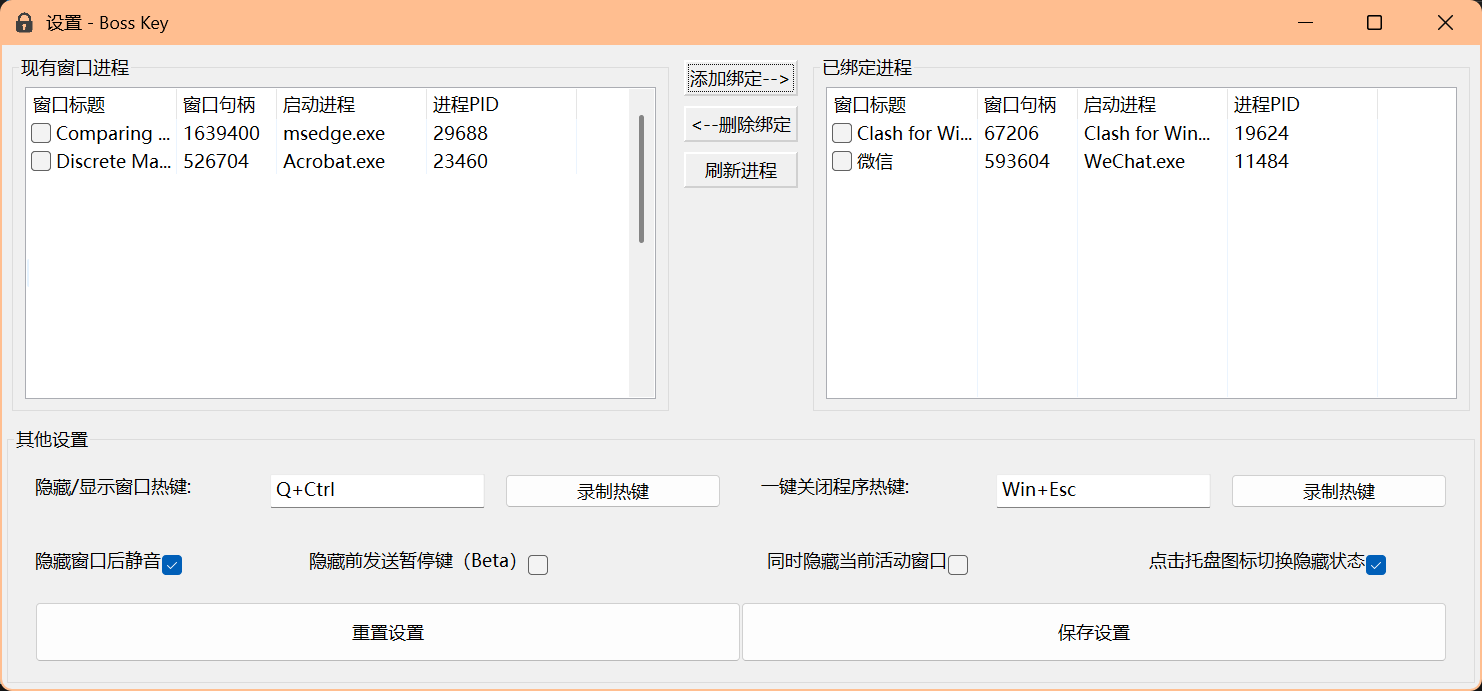 设置 - Boss Key
现有窗口进程
窗口标题 窗口句柄 启动进程 进程PID
Comparing ... 1639400 msedge.exe 29688
Discrete Ma... 526704 Acrobat.exe 23460
添加绑定-->
<--删除绑定
刷新进程
已绑定进程
窗口标题 窗口句柄 启动进程 进程PID
Clash for Wi... 67206 Clash for Win... 19624
微信 593604 WeChat.exe 11484
其他设置
隐藏/显示窗口热键: Q+Ctrl 录制热键 一键关闭程序热键: Win+Esc 录制热键
隐藏窗口后静音 隐藏前发送暂停键（Beta） 同时隐藏当前活动窗口 点击托盘图标切换隐藏状态
重置设置 保存设置